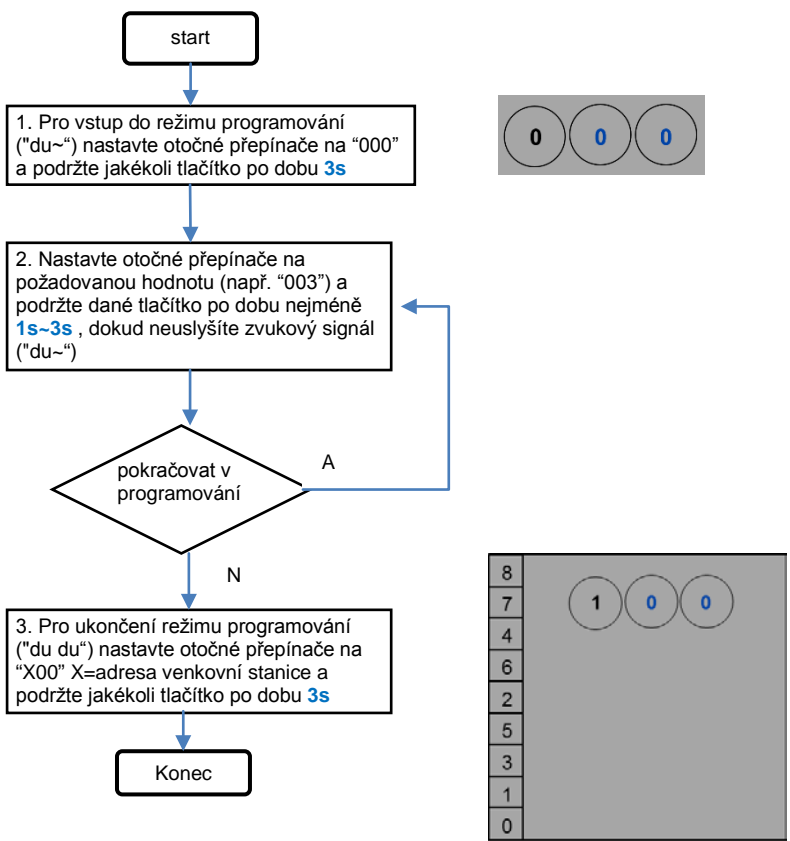 start
1. Pro vstup do režimu programování
("du~“) nastavte otočné přepínače na “000”
a podržte jakékoli tlačítko po dobu 3s
0 0 0
2. Nastavte otočné přepínače na
požadovanou hodnotu (např. “003”) a
podržte dané tlačítko po dobu nejméně
1s~3s , dokud neuslyšíte zvukový signál
("du~“)
pokračovat v
programování
A
N
3. Pro ukončení režimu programování
("du du“) nastavte otočné přepínače na
“X00” X=adresa venkovní stanice a
podržte jakékoli tlačítko po dobu 3s
Konec
8
7
4
6
2
5
3
1
0
1 0 0